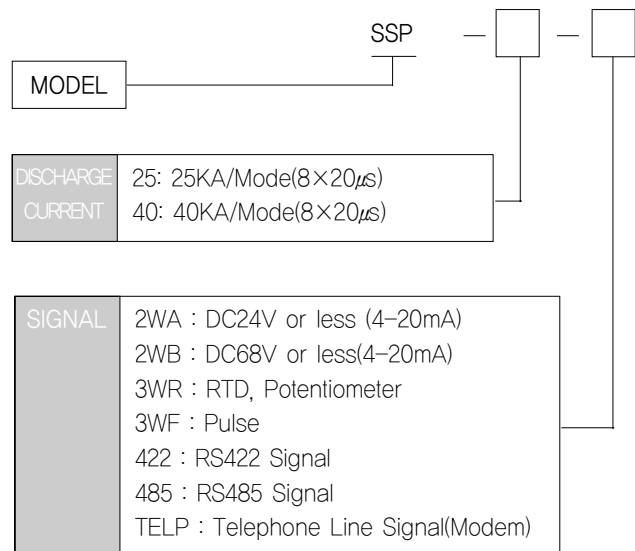 SSP － □ － □
MODEL
DISCHARGE CURRENT
25: 25KA/Mode(8×20㎲)
40: 40KA/Mode(8×20㎲)
SIGNAL
2WA : DC24V or less (4-20mA)
2WB : DC68V or less(4-20mA)
3WR : RTD, Potentiometer
3WF : Pulse
422 : RS422 Signal
485 : RS485 Signal
TELP : Telephone Line Signal(Modem)